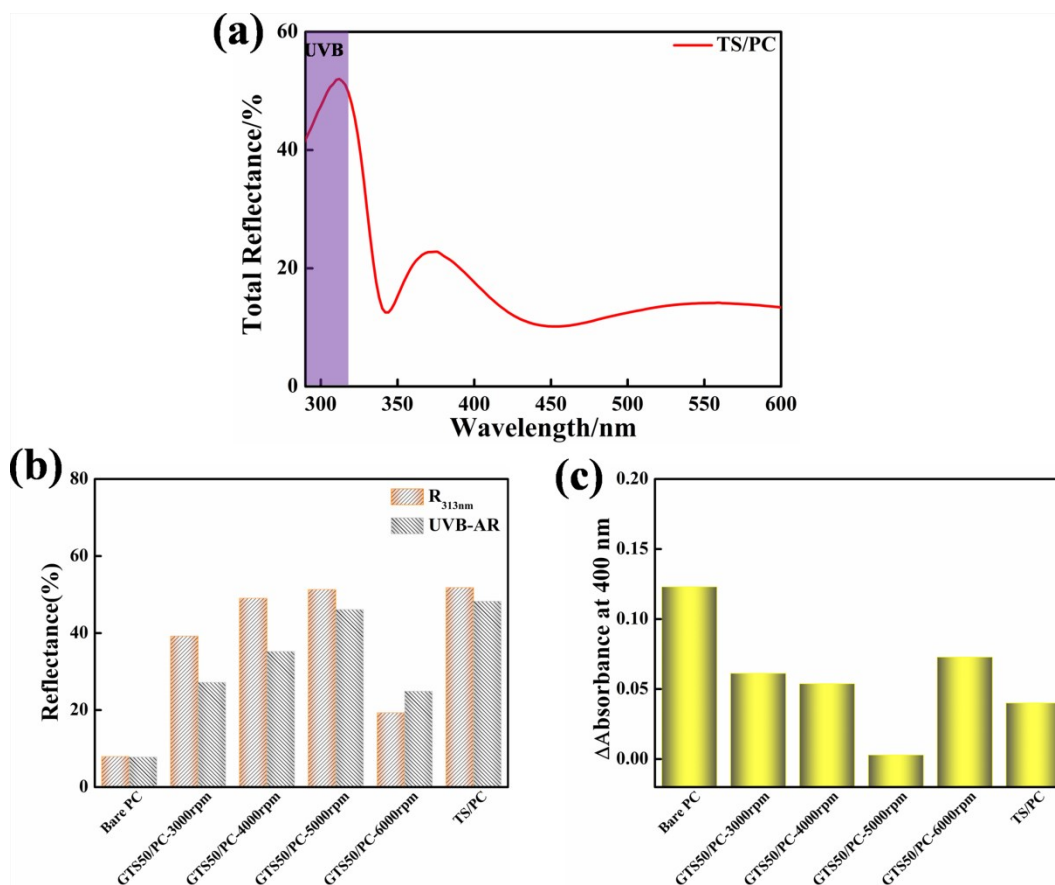 (a)
UVB
TS/PC
Total Reflectance/%
60
40
20
0
300 350 400 450 500 550 600
Wavelength/nm
(b)
R313nm
UVB-AR
Reflectance(%)
80
60
40
20
0
Bare PC
GTS50/PC-3000rpm
GTS50/PC-4000rpm
GTS50/PC-5000rpm
GTS50/PC-6000rpm
TS/PC
(c)
ΔAbsorbance at 400 nm
0.20
0.15
0.10
0.05
0.00
Bare PC
GTS50/PC-3000rpm
GTS50/PC-4000rpm
GTS50/PC-5000rpm
GTS50/PC-6000rpm
TS/PC